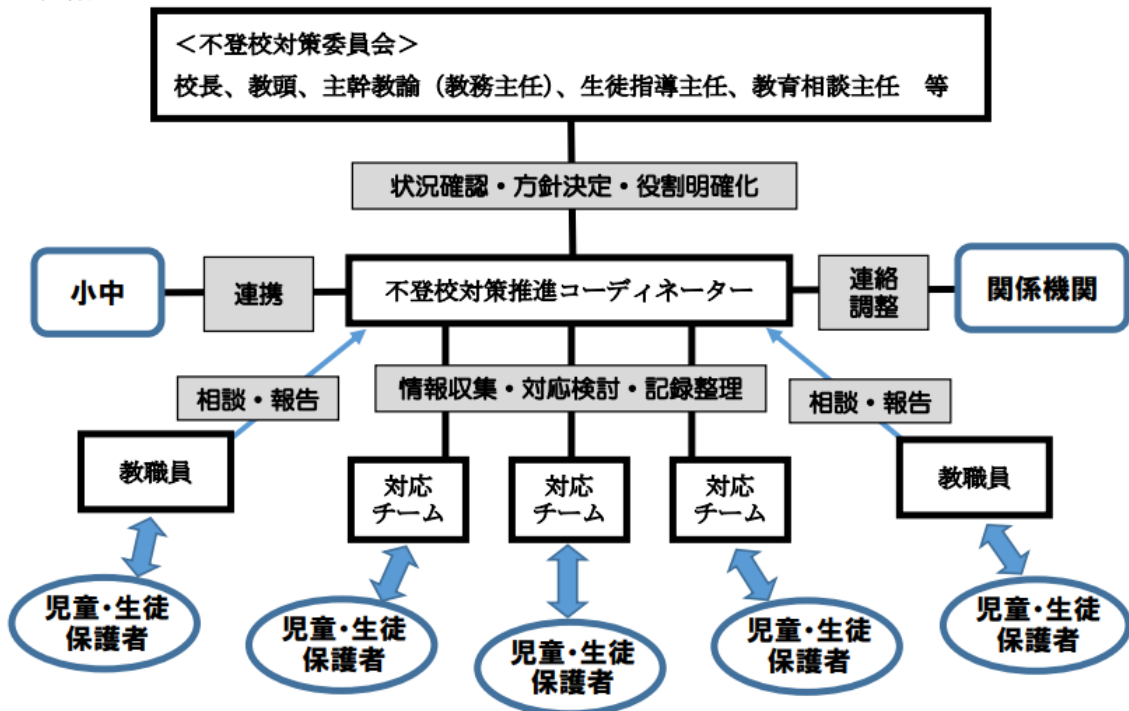 ＜不登校対策委員会＞
校長、教頭、主幹教諭（教務主任）、生徒指導主任、教育相談主任　等
状況確認・方針決定・役割明確化
小中
連携
不登校対策推進コーディネーター
連絡
調整
関係機関
相談・報告
情報収集・対応検討・記録整理
相談・報告
教職員
対応
チーム
対応
チーム
対応
チーム
教職員
児童・生徒
保護者
児童・生徒
保護者
児童・生徒
保護者
児童・生徒
保護者
児童・生徒
保護者